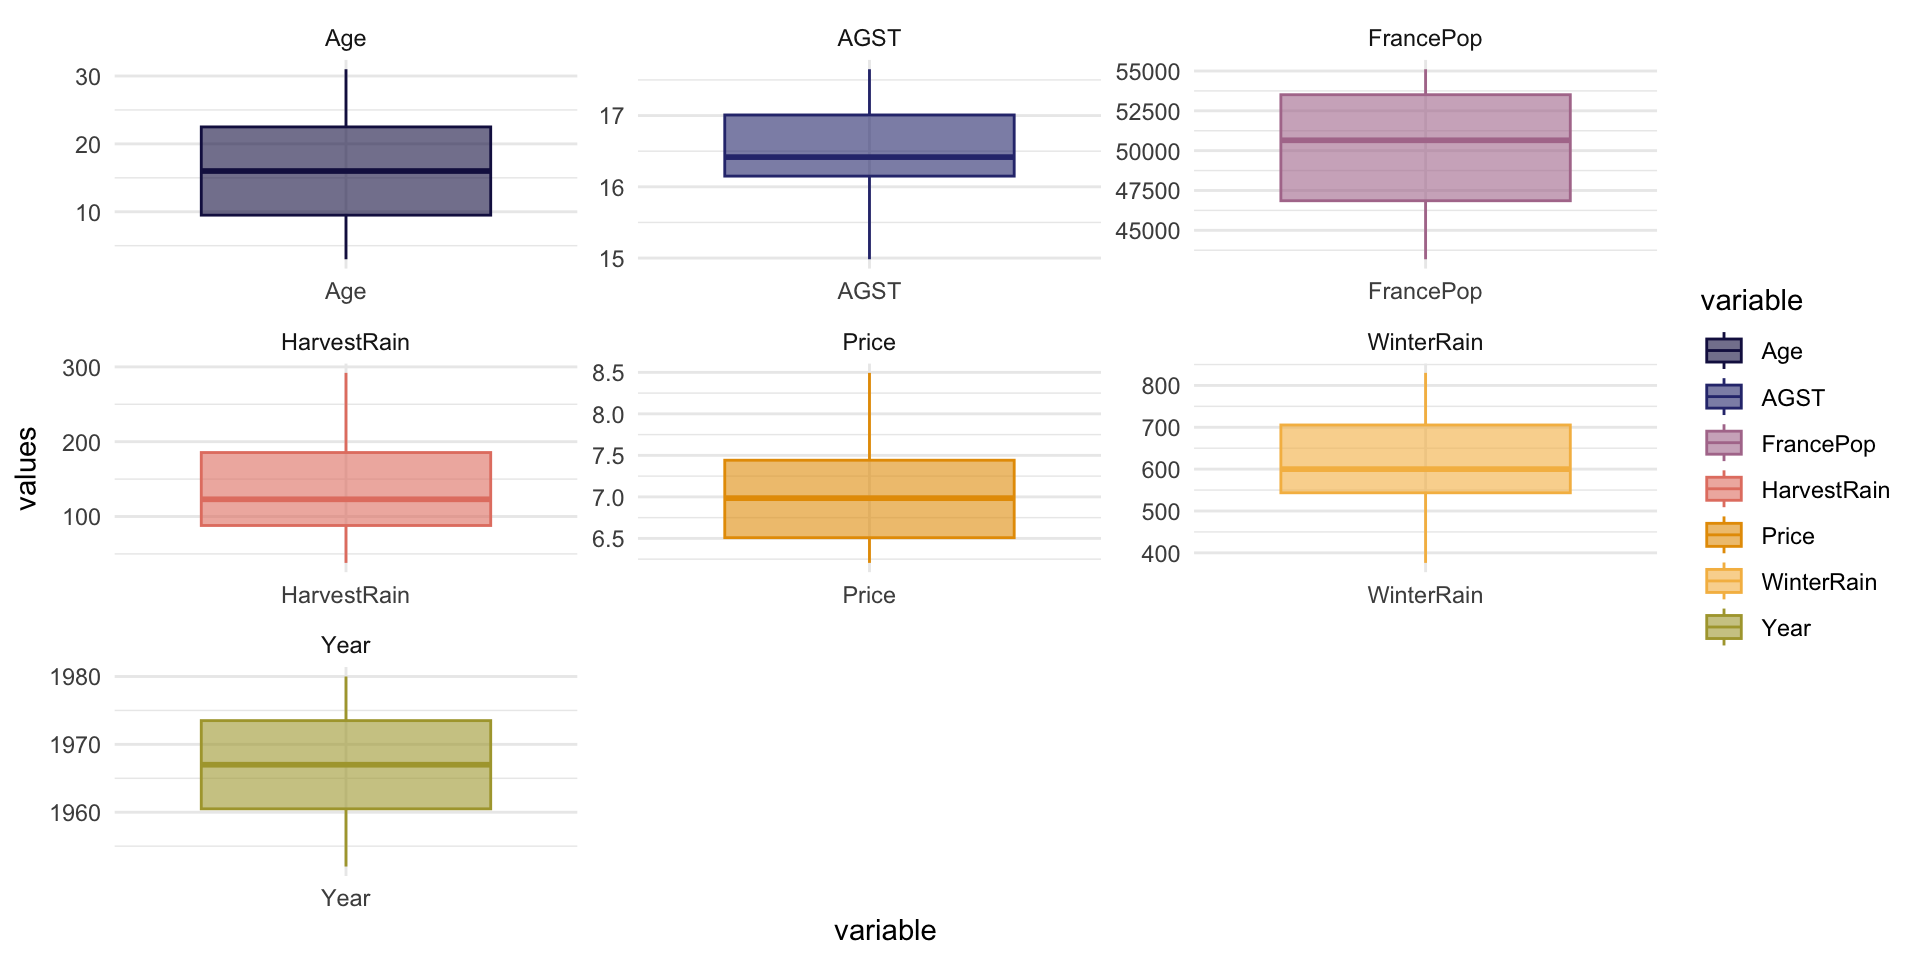 Age
30
20
10
Age
AGST
17
16
15
AGST
FrancePop
55000
52500
50000
47500
45000
FrancePop
HarvestRain
300
200
100
HarvestRain
Price
8.5
8.0
7.5
7.0
6.5
Price
WinterRain
800
700
600
500
400
WinterRain
Year
1980
1970
1960
Year
values
variable
variable
Age
AGST
FrancePop
HarvestRain
Price
WinterRain
Year